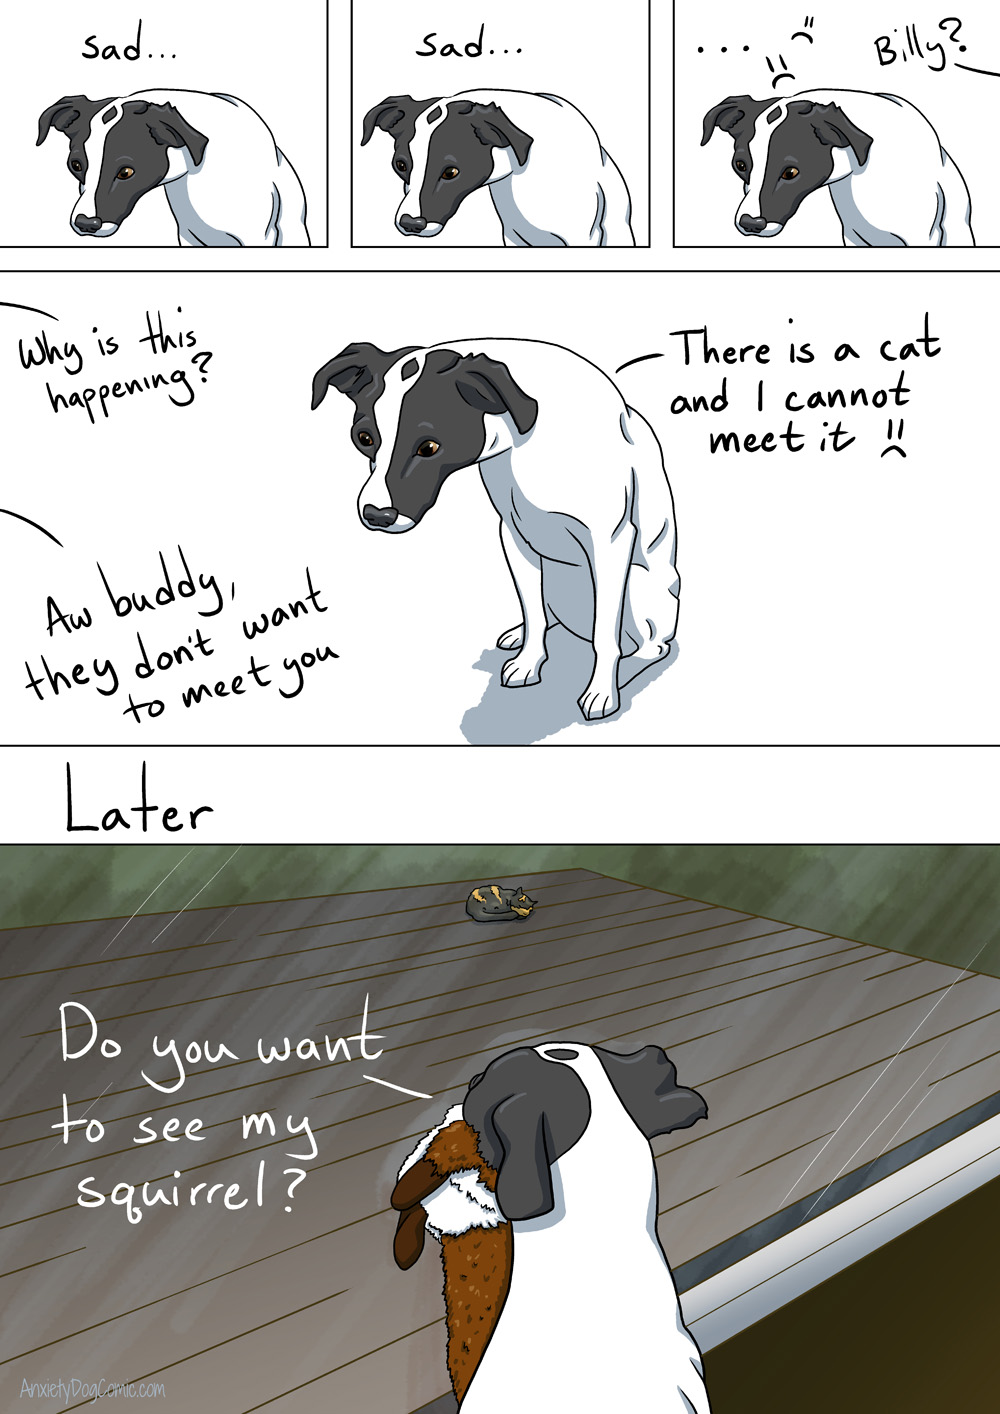 sad...
sad...
...
Billy?
Why is this
happening?
There is a cat
and I cannot
meet it
Aw buddy,
they don't want
to meet you
Later
Do you want
to see my
squirrel?
AnxietyDogComic.com